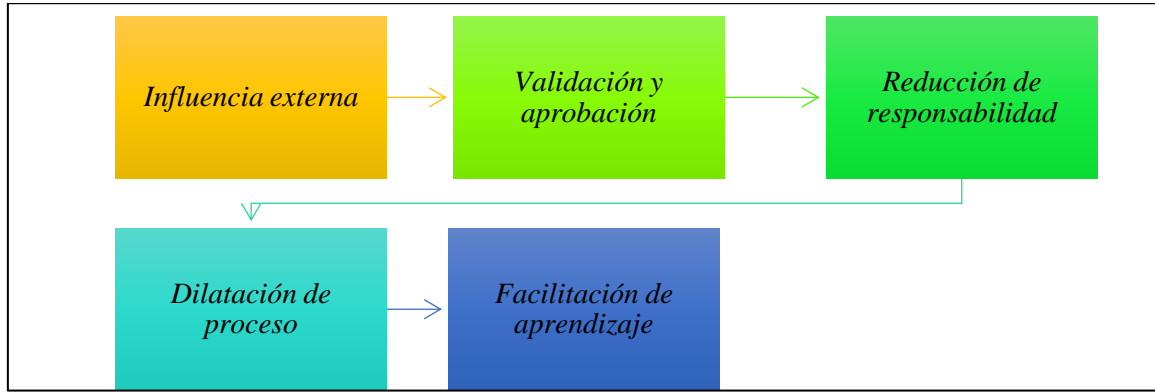 Influencia externa
Validación y
aprobación
Reducción de
responsabilidad
Dilatación de
proceso
Facilitación de
aprendizaje